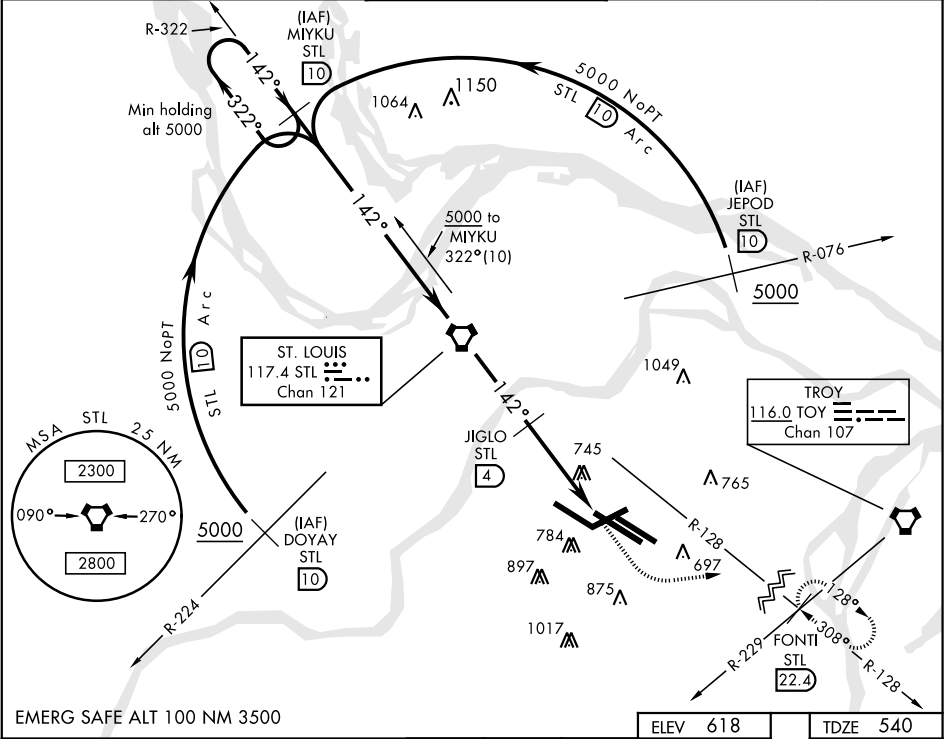 R-322
(IAF)
MIYKU
STL
10
142°
322°
Min holding
alt 5000
1064
1150
5000 NoPT
STL 10 Arc
(IAF)
JEPOD
STL
10
R-076
5000
142°
5000 to
MIYKU
322°(10)
5000 NoPT
STL 10 Arc
ST. LOUIS
117.4 STL
Chan 121
142°
JIGLO
STL
4
1049
TROY
116.0 TOY
Chan 107
745
765
MSA STL 25 NM
2300
090°
270°
2800
5000
(IAF)
DOYAY
STL
10
R-224
784
897
875
1017
697
R-128
128°
308°
R-229
FONTI
STL
22.4
R-128
EMERG SAFE ALT 100 NM 3500
ELEV 618
TDZE 540